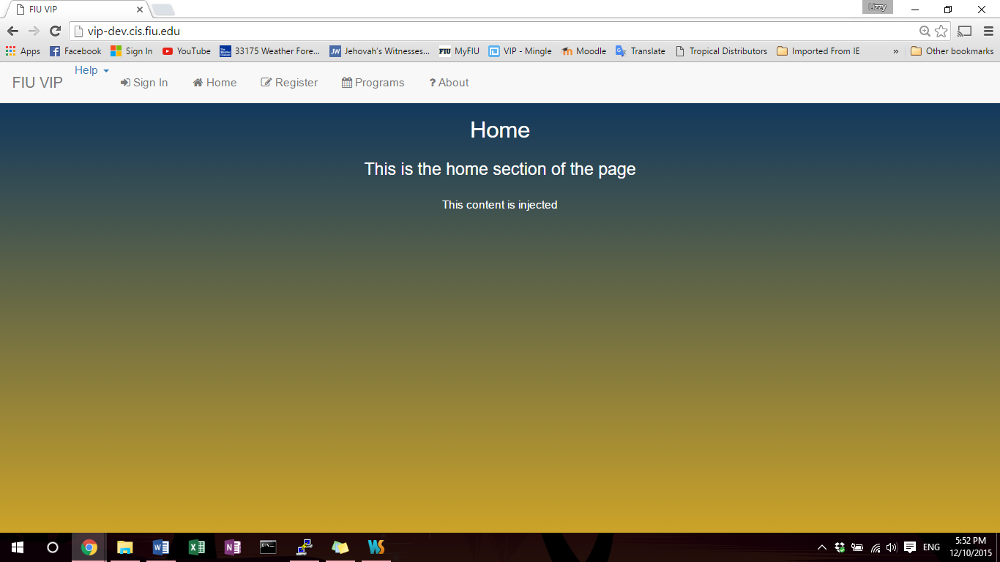 FIU VIP
Lizzy
vip-dev.cis.fiu.edu
Apps Facebook Sign In YouTube 33175 Weather Fore... Jehovah's Witnesses... MyFIU VIP - Mingle Moodle Translate Tropical Distributors Imported From IE » Other bookmarks
FIU VIP Help Sign In Home Register Programs ? About
Home
This is the home section of the page
This content is injected
ENG 5:52 PM
12/10/2015